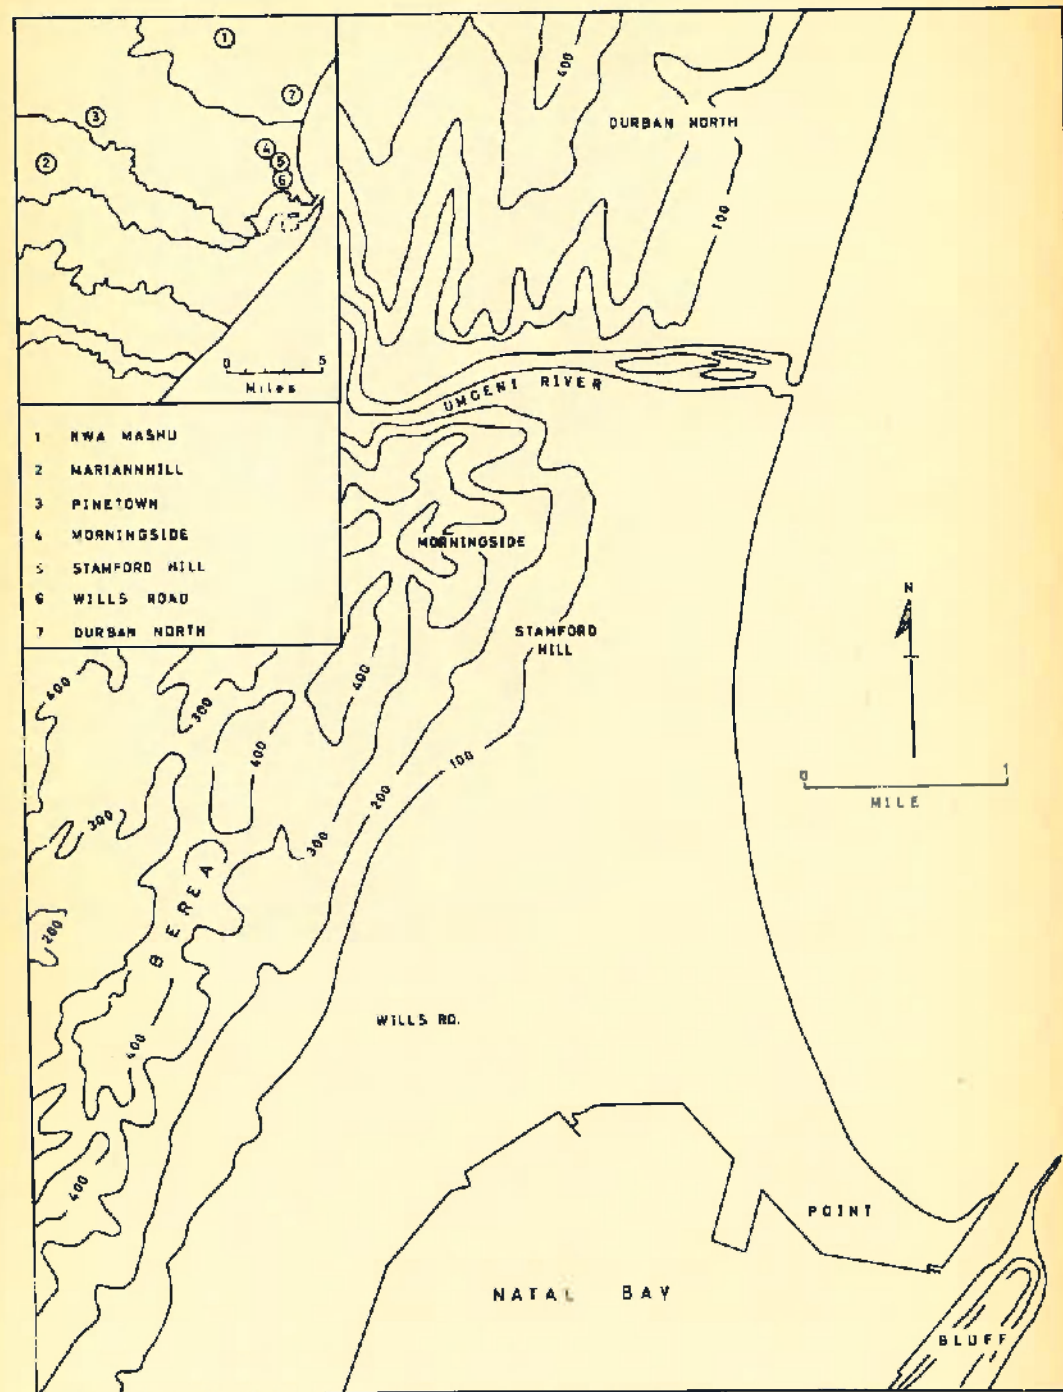 1
7
3
4
2
5
6
0 5
Miles
1 KWA MASHU
2 MARIANNHILL
3 PINETOWN
4 MORNINGSIDE
5 STAMFORD HILL
6 WILLS ROAD
7 DURBAN NORTH
400
DURBAN NORTH
100
UMGENI RIVER
MORNINGSIDE
STAMFORD
HILL
N
400
300
400
400
100
200
300
300
0 1
MILE
200
BEREA
400
WILLS RD.
400
POINT
NATAL BAY
BLUFF